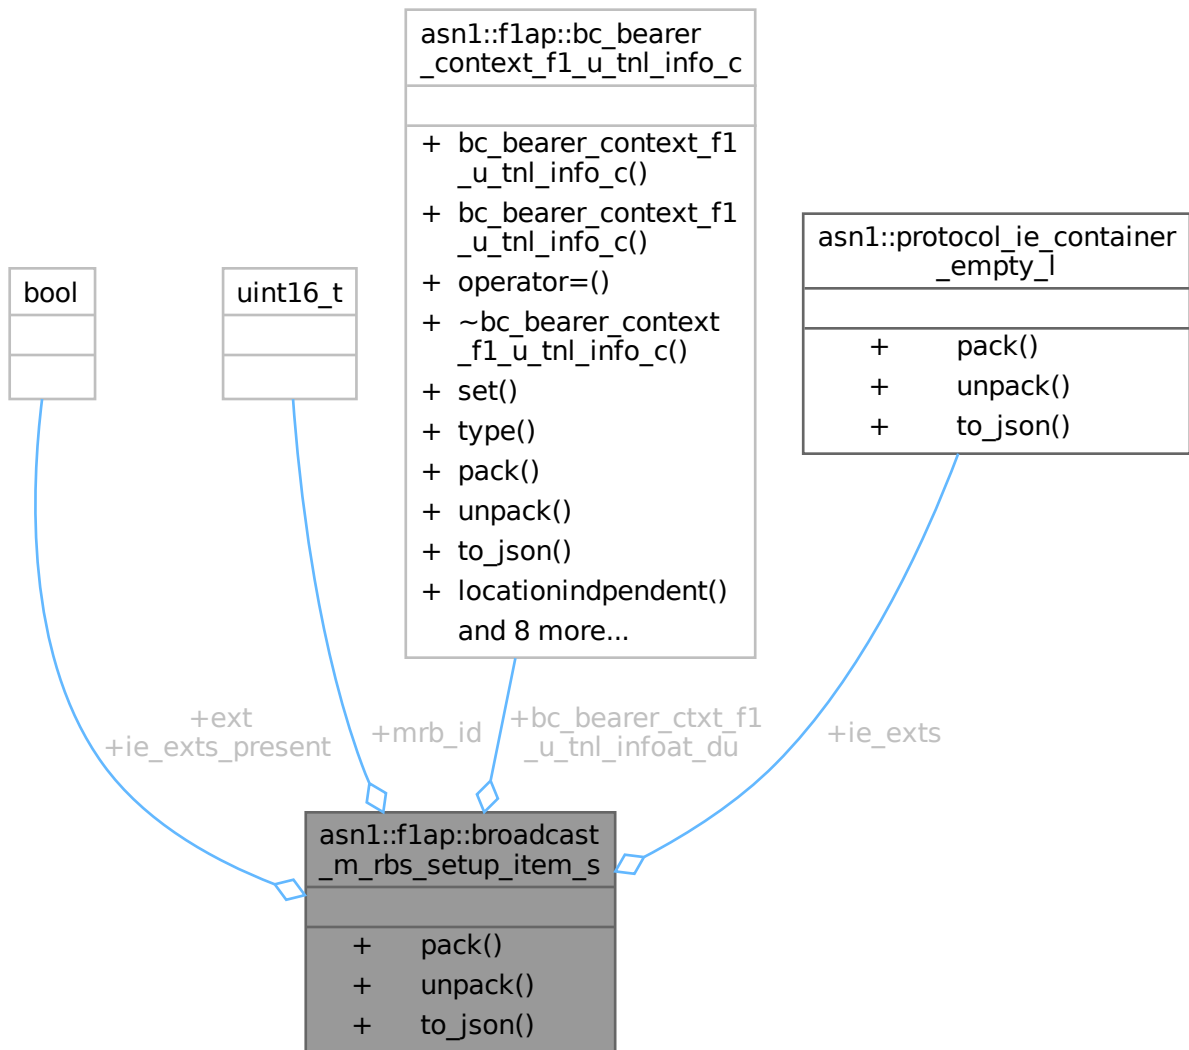 asn1::f1ap::bc_bearer
_context_f1_u_tnl_info_c
+ bc_bearer_context_f1
_u_tnl_info_c()
+ bc_bearer_context_f1
_u_tnl_info_c()
+ operator=()
+ ~bc_bearer_context
_f1_u_tnl_info_c()
+ set()
+ type()
+ pack()
+ unpack()
+ to_json()
+ locationindpendent()
and 8 more...
asn1::protocol_ie_container
_empty_l
+ pack()
+ unpack()
+ to_json()
bool
uint16_t
+ext
+ie_exts_present
+mrb_id
+bc_bearer_ctxt_f1
_u_tnl_infoat_du
+ie_exts
asn1::f1ap::broadcast
_m_rbs_setup_item_s
+ pack()
+ unpack()
+ to_json()